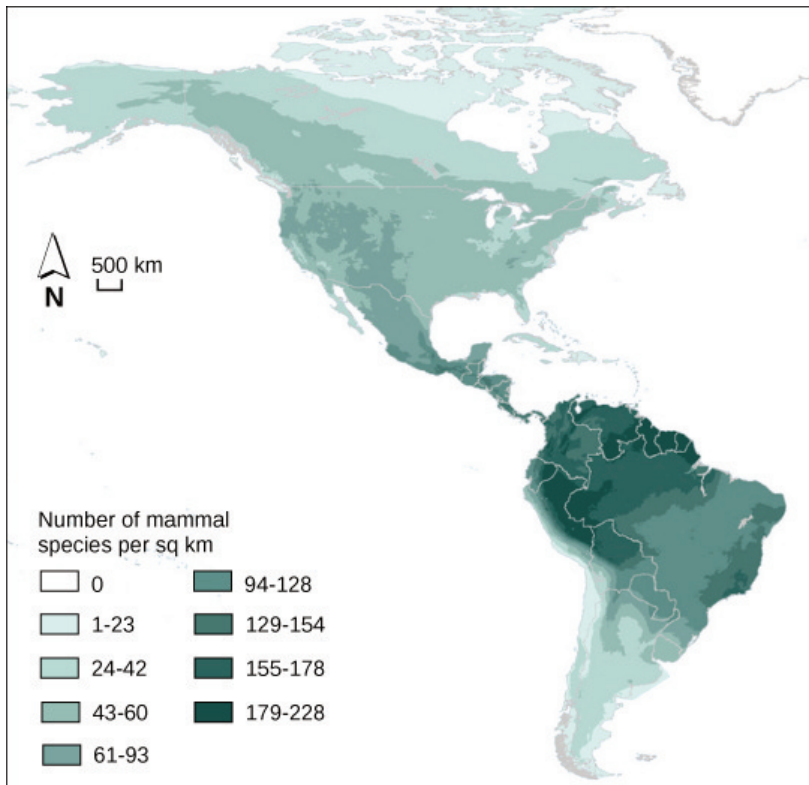 500 km
N
Number of mammal
species per sq km
0
1-23
24-42
43-60
61-93
94-128
129-154
155-178
179-228